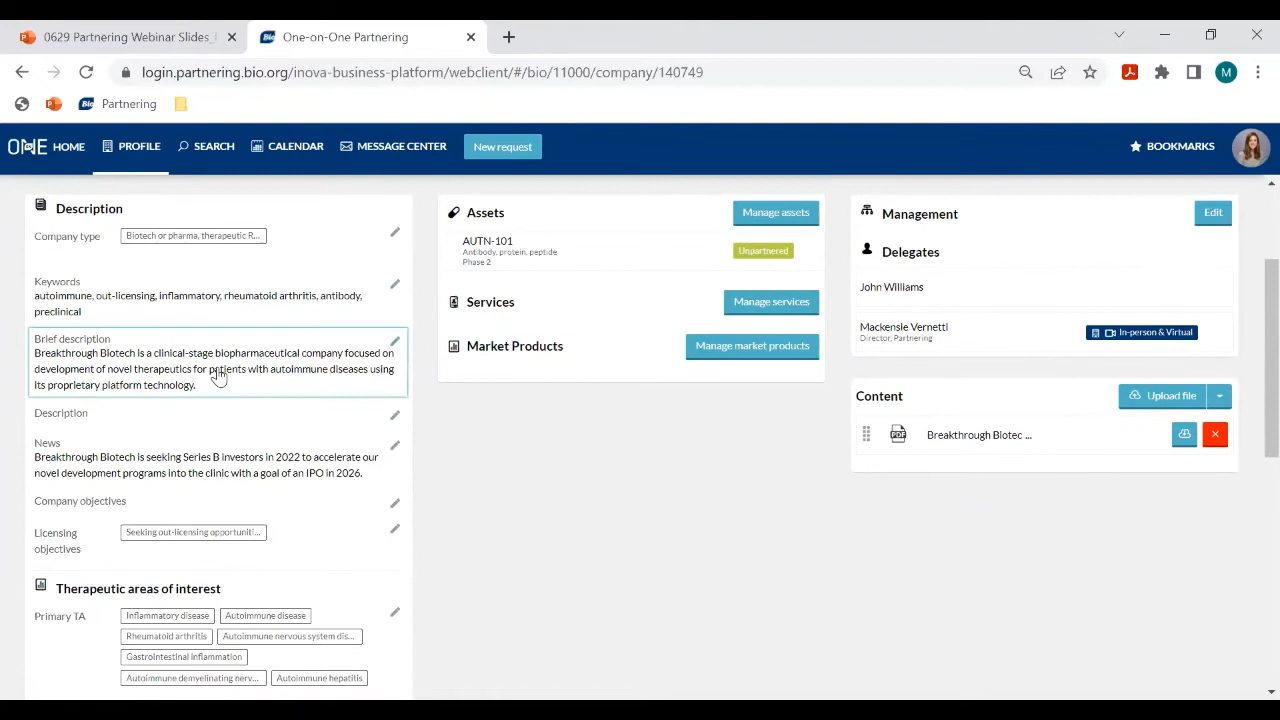 0629 Partnering Webinar Slides_
One-on-One Partnering
login.partnering.bio.org/inova-business-platform/webclient/#/bio/11000/company/140749
M
Bio Partnering
ONE
HOME
PROFILE
SEARCH
CALENDAR
MESSAGE CENTER
New request
BOOKMARKS
Description
Company type
Biotech or pharma, therapeutic R...
Keywords
autoimmune, out-licensing, inflammatory, rheumatoid arthritis, antibody,
preclinical
Brief description
Breakthrough Biotech is a clinical-stage biopharmaceutical company focused on
development of novel therapeutics for patients with autoimmune diseases using
its proprietary platform technology.
Description
News
Breakthrough Biotech is seeking Series B investors in 2022 to accelerate our
novel development programs into the clinic with a goal of an IPO in 2026.
Company objectives
Licensing
objectives
Seeking out-licensing opportuniti...
Therapeutic areas of interest
Primary TA
Inflammatory disease
Autoimmune disease
Rheumatoid arthritis
Autoimmune nervous system dis...
Gastrointestinal inflammation
Autoimmune demyelinating nerv...
Autoimmune hepatitis
Assets
Manage assets
AUTN-101
Antibody, protein, peptide
Phase 2
Unpartnered
Services
Manage services
Market Products
Manage market products
Management
Edit
Delegates
John Williams
Mackensie Vernetti
Director, Partnering
In-person & Virtual
Content
Upload file
PDF
Breakthrough Biotec ...